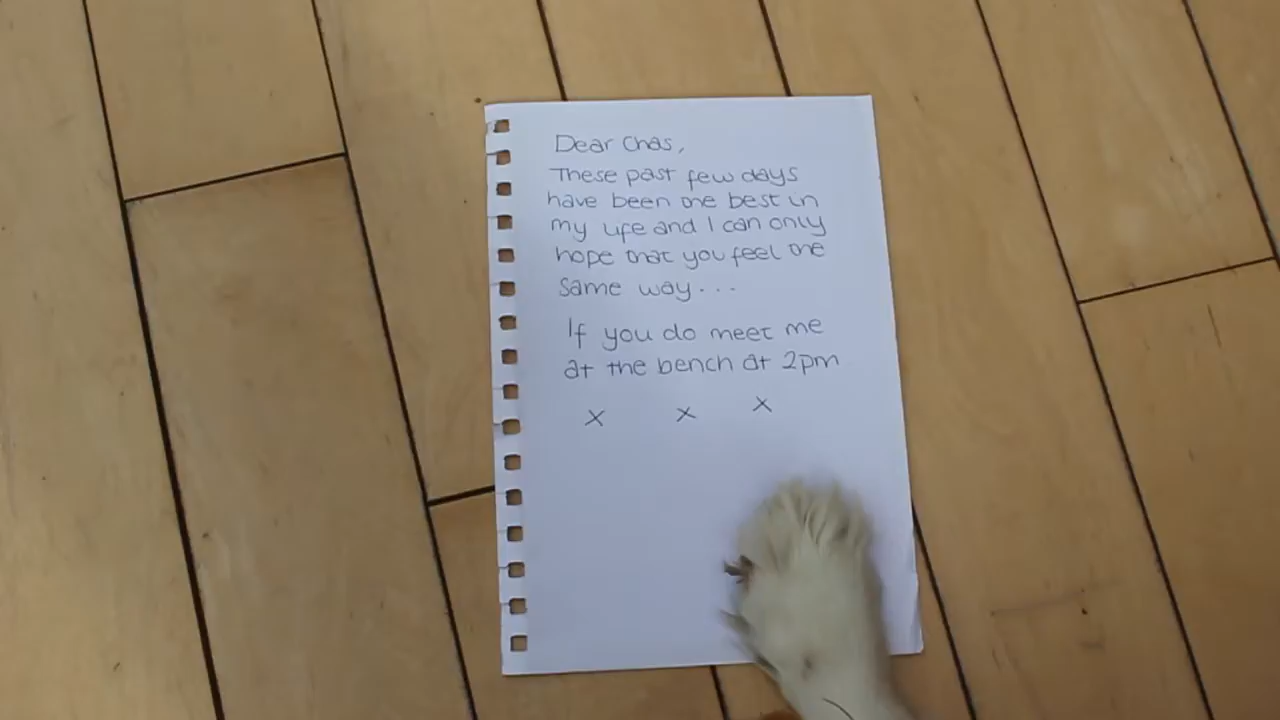 Dear Chas,
These past few days
have been the best in
my life and I can only
hope that you feel the
same way...
If you do meet me
at the bench at 2pm
x x x